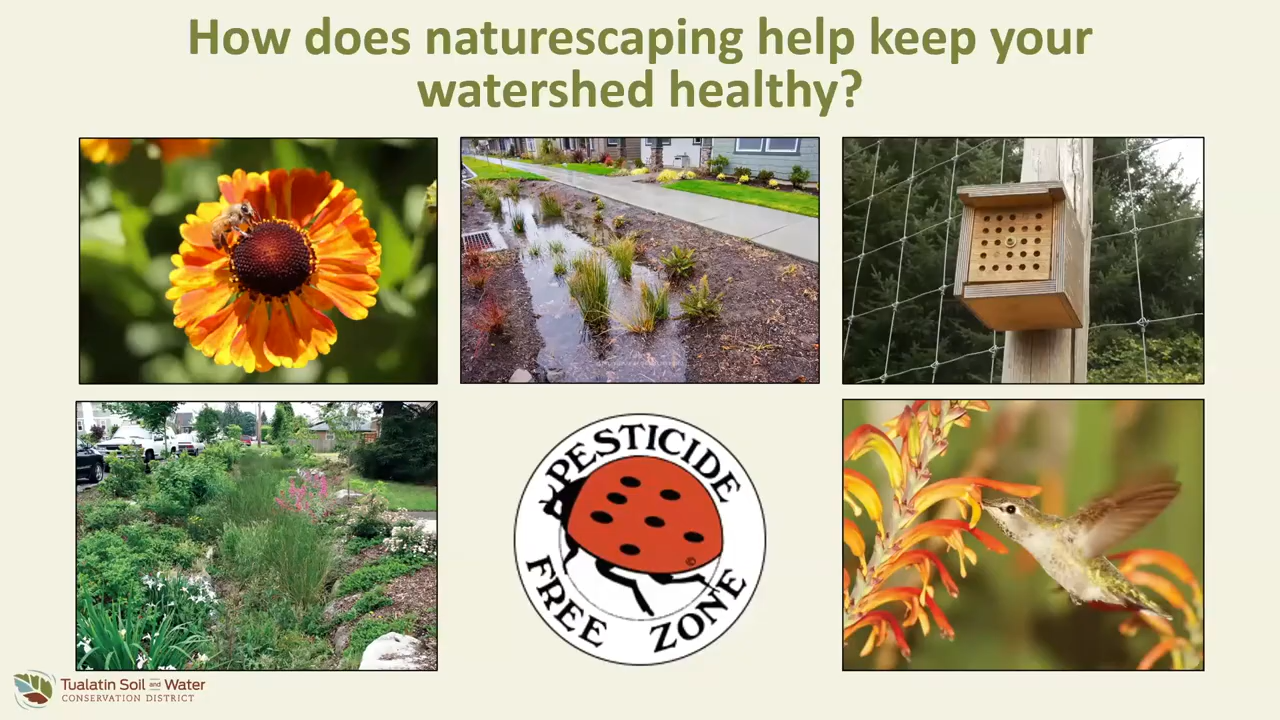 How does naturescaping help keep your
watershed healthy?
PESTICIDE
FREE ZONE
©
Tualatin Soil and Water
CONSERVATION DISTRICT